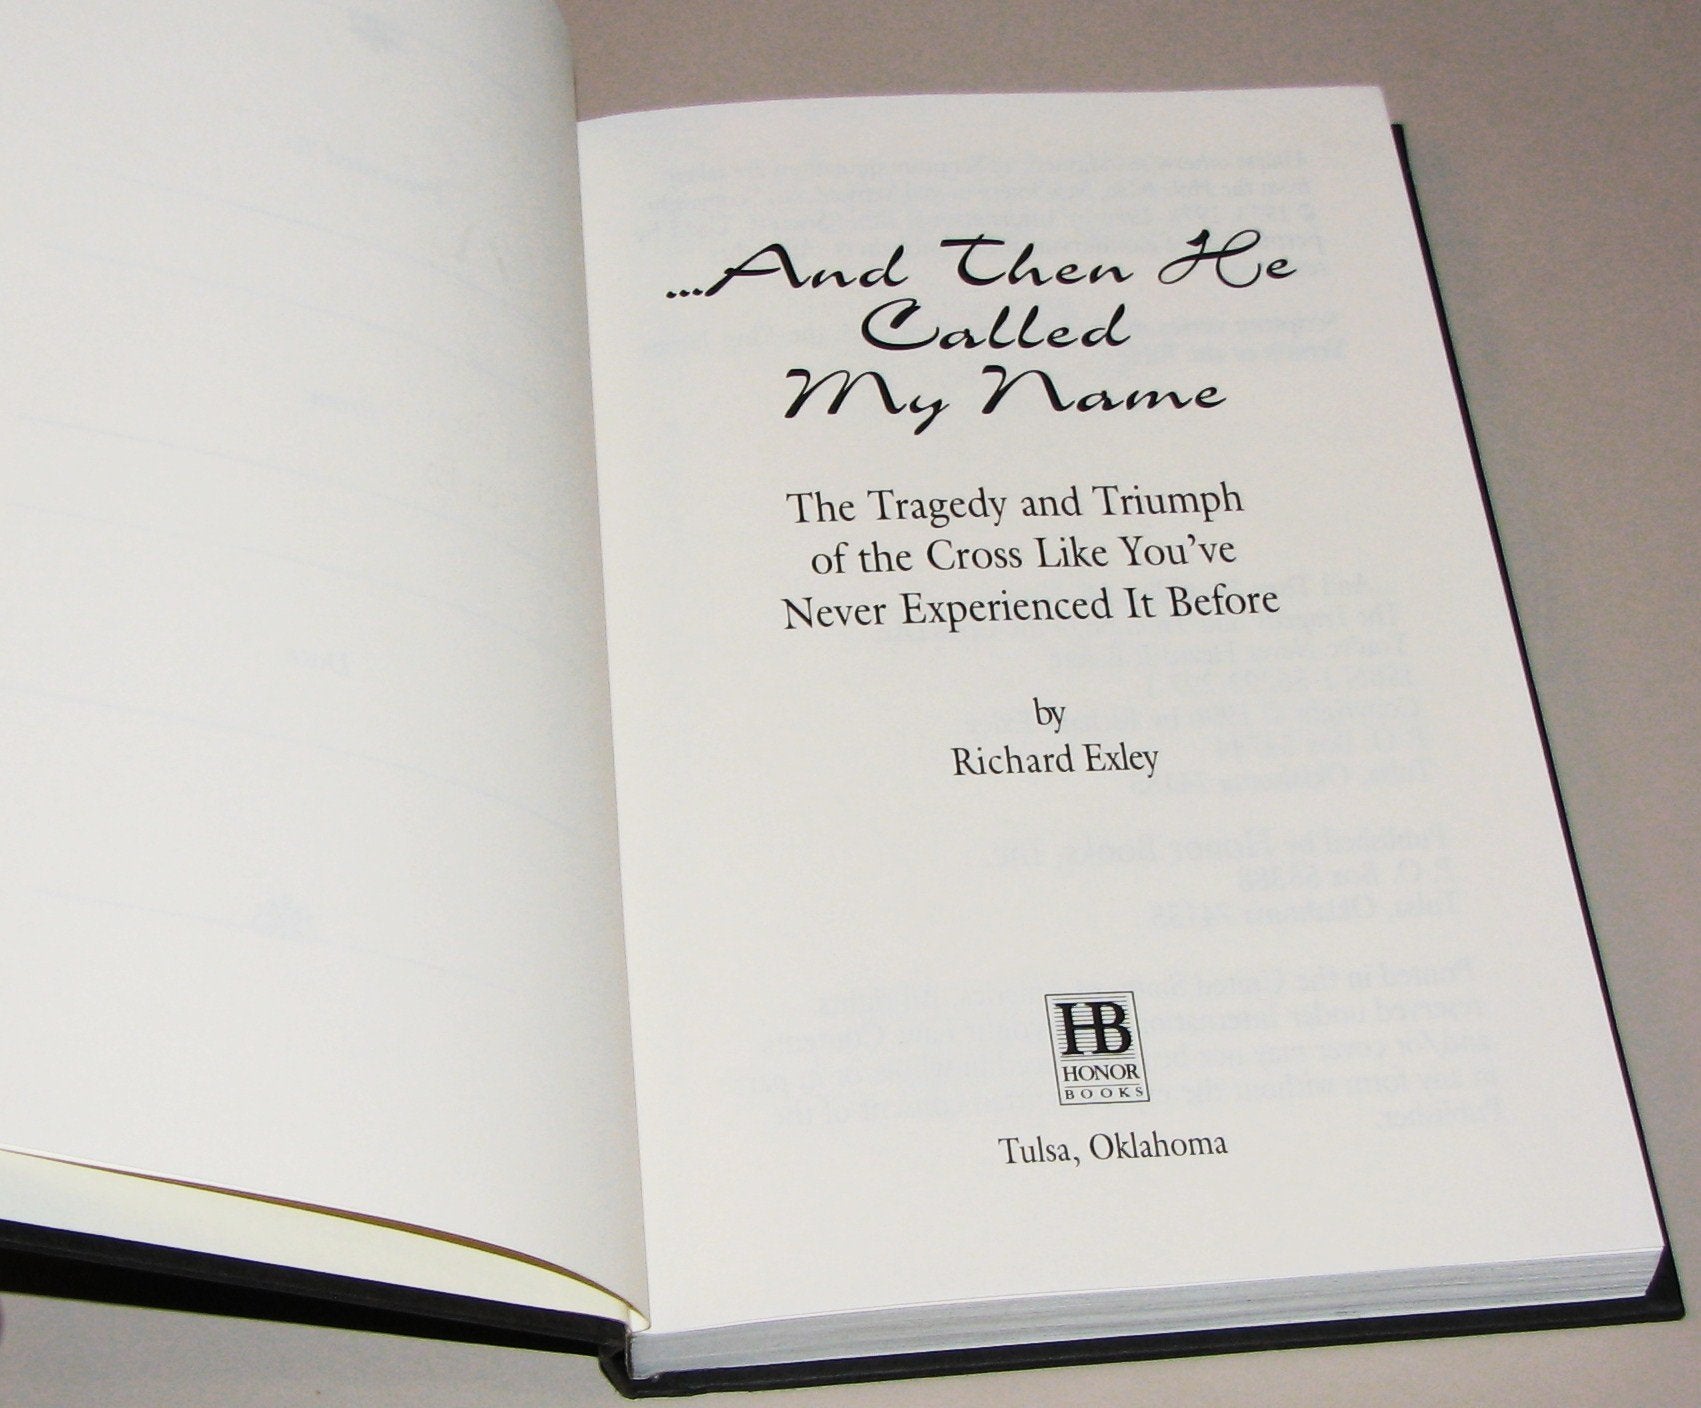 ...And Then He
Called
My Name
The Tragedy and Triumph
of the Cross Like You've
Never Experienced It Before
by
Richard Exley
HB
HONOR
BOOKS
Tulsa, Oklahoma